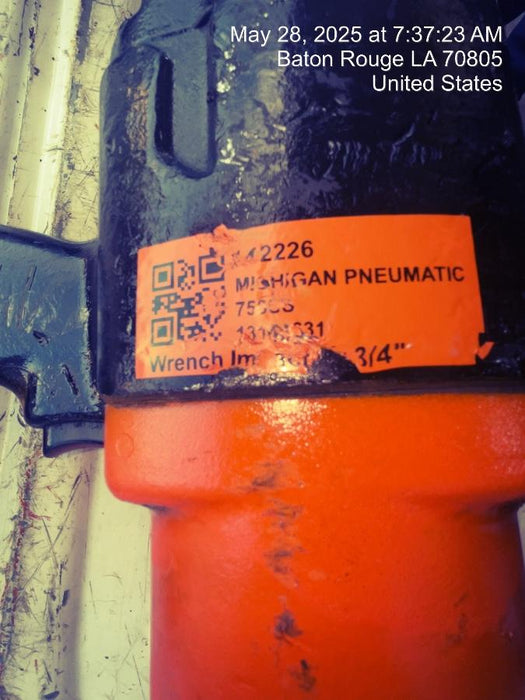 May 28, 2025 at 7:37:23 AM
Baton Rouge LA 70805
United States
42226
MICHIGAN PNEUMATIC
Wrench 3/4"